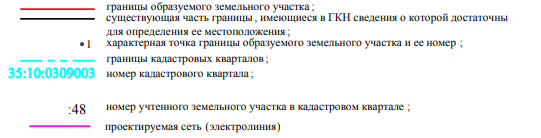 границы образуемого земельного участка;
существующая часть границы, имеющиеся в ГКН сведения о которой достаточны
для определения ее местоположения;
1 характерная точка границы образуемого земельного участка и ее номер ;
границы кадастровых кварталов;
35:10:0309003 номер кадастрового квартала;
:48 номер учтенного земельного участка в кадастровом квартале ;
проектируемая сеть (электролиния)